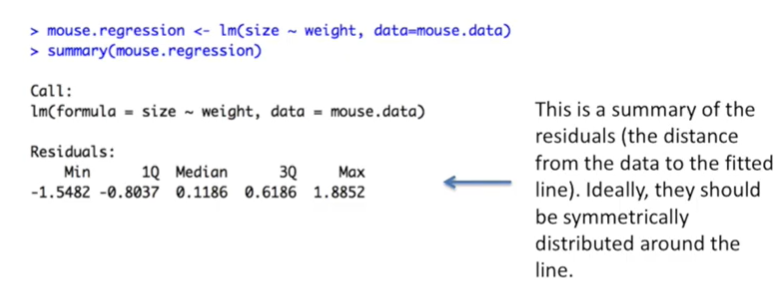 > mouse.regression <- lm(size ~ weight, data=mouse.data)
> summary(mouse.regression)
Call:
lm(formula = size ~ weight, data = mouse.data)
Residuals:
Min 1Q Median 3Q Max
-1.5482 -0.8037 0.1186 0.6186 1.8852
This is a summary of the
residuals (the distance
from the data to the fitted
line). Ideally, they should
be symmetrically
distributed around the
line.